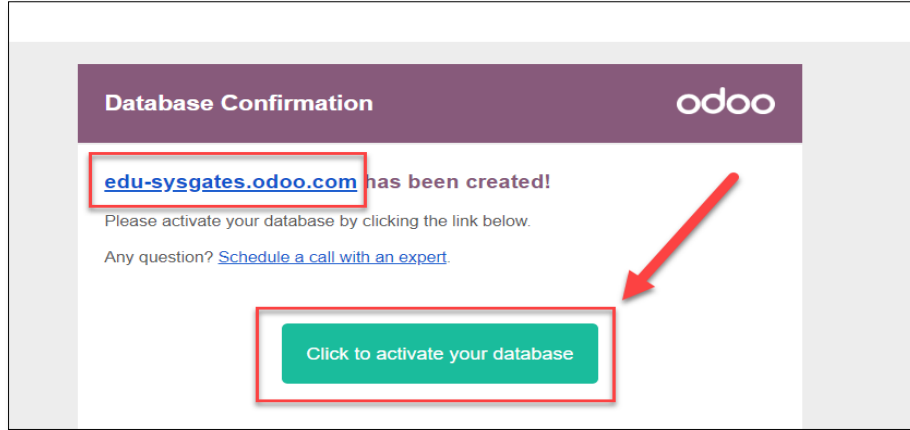 Database Confirmation
odoo
edu-sysgates.odoo.com has been created!
Please activate your database by clicking the link below.
Any question? Schedule a call with an expert.
Click to activate your database